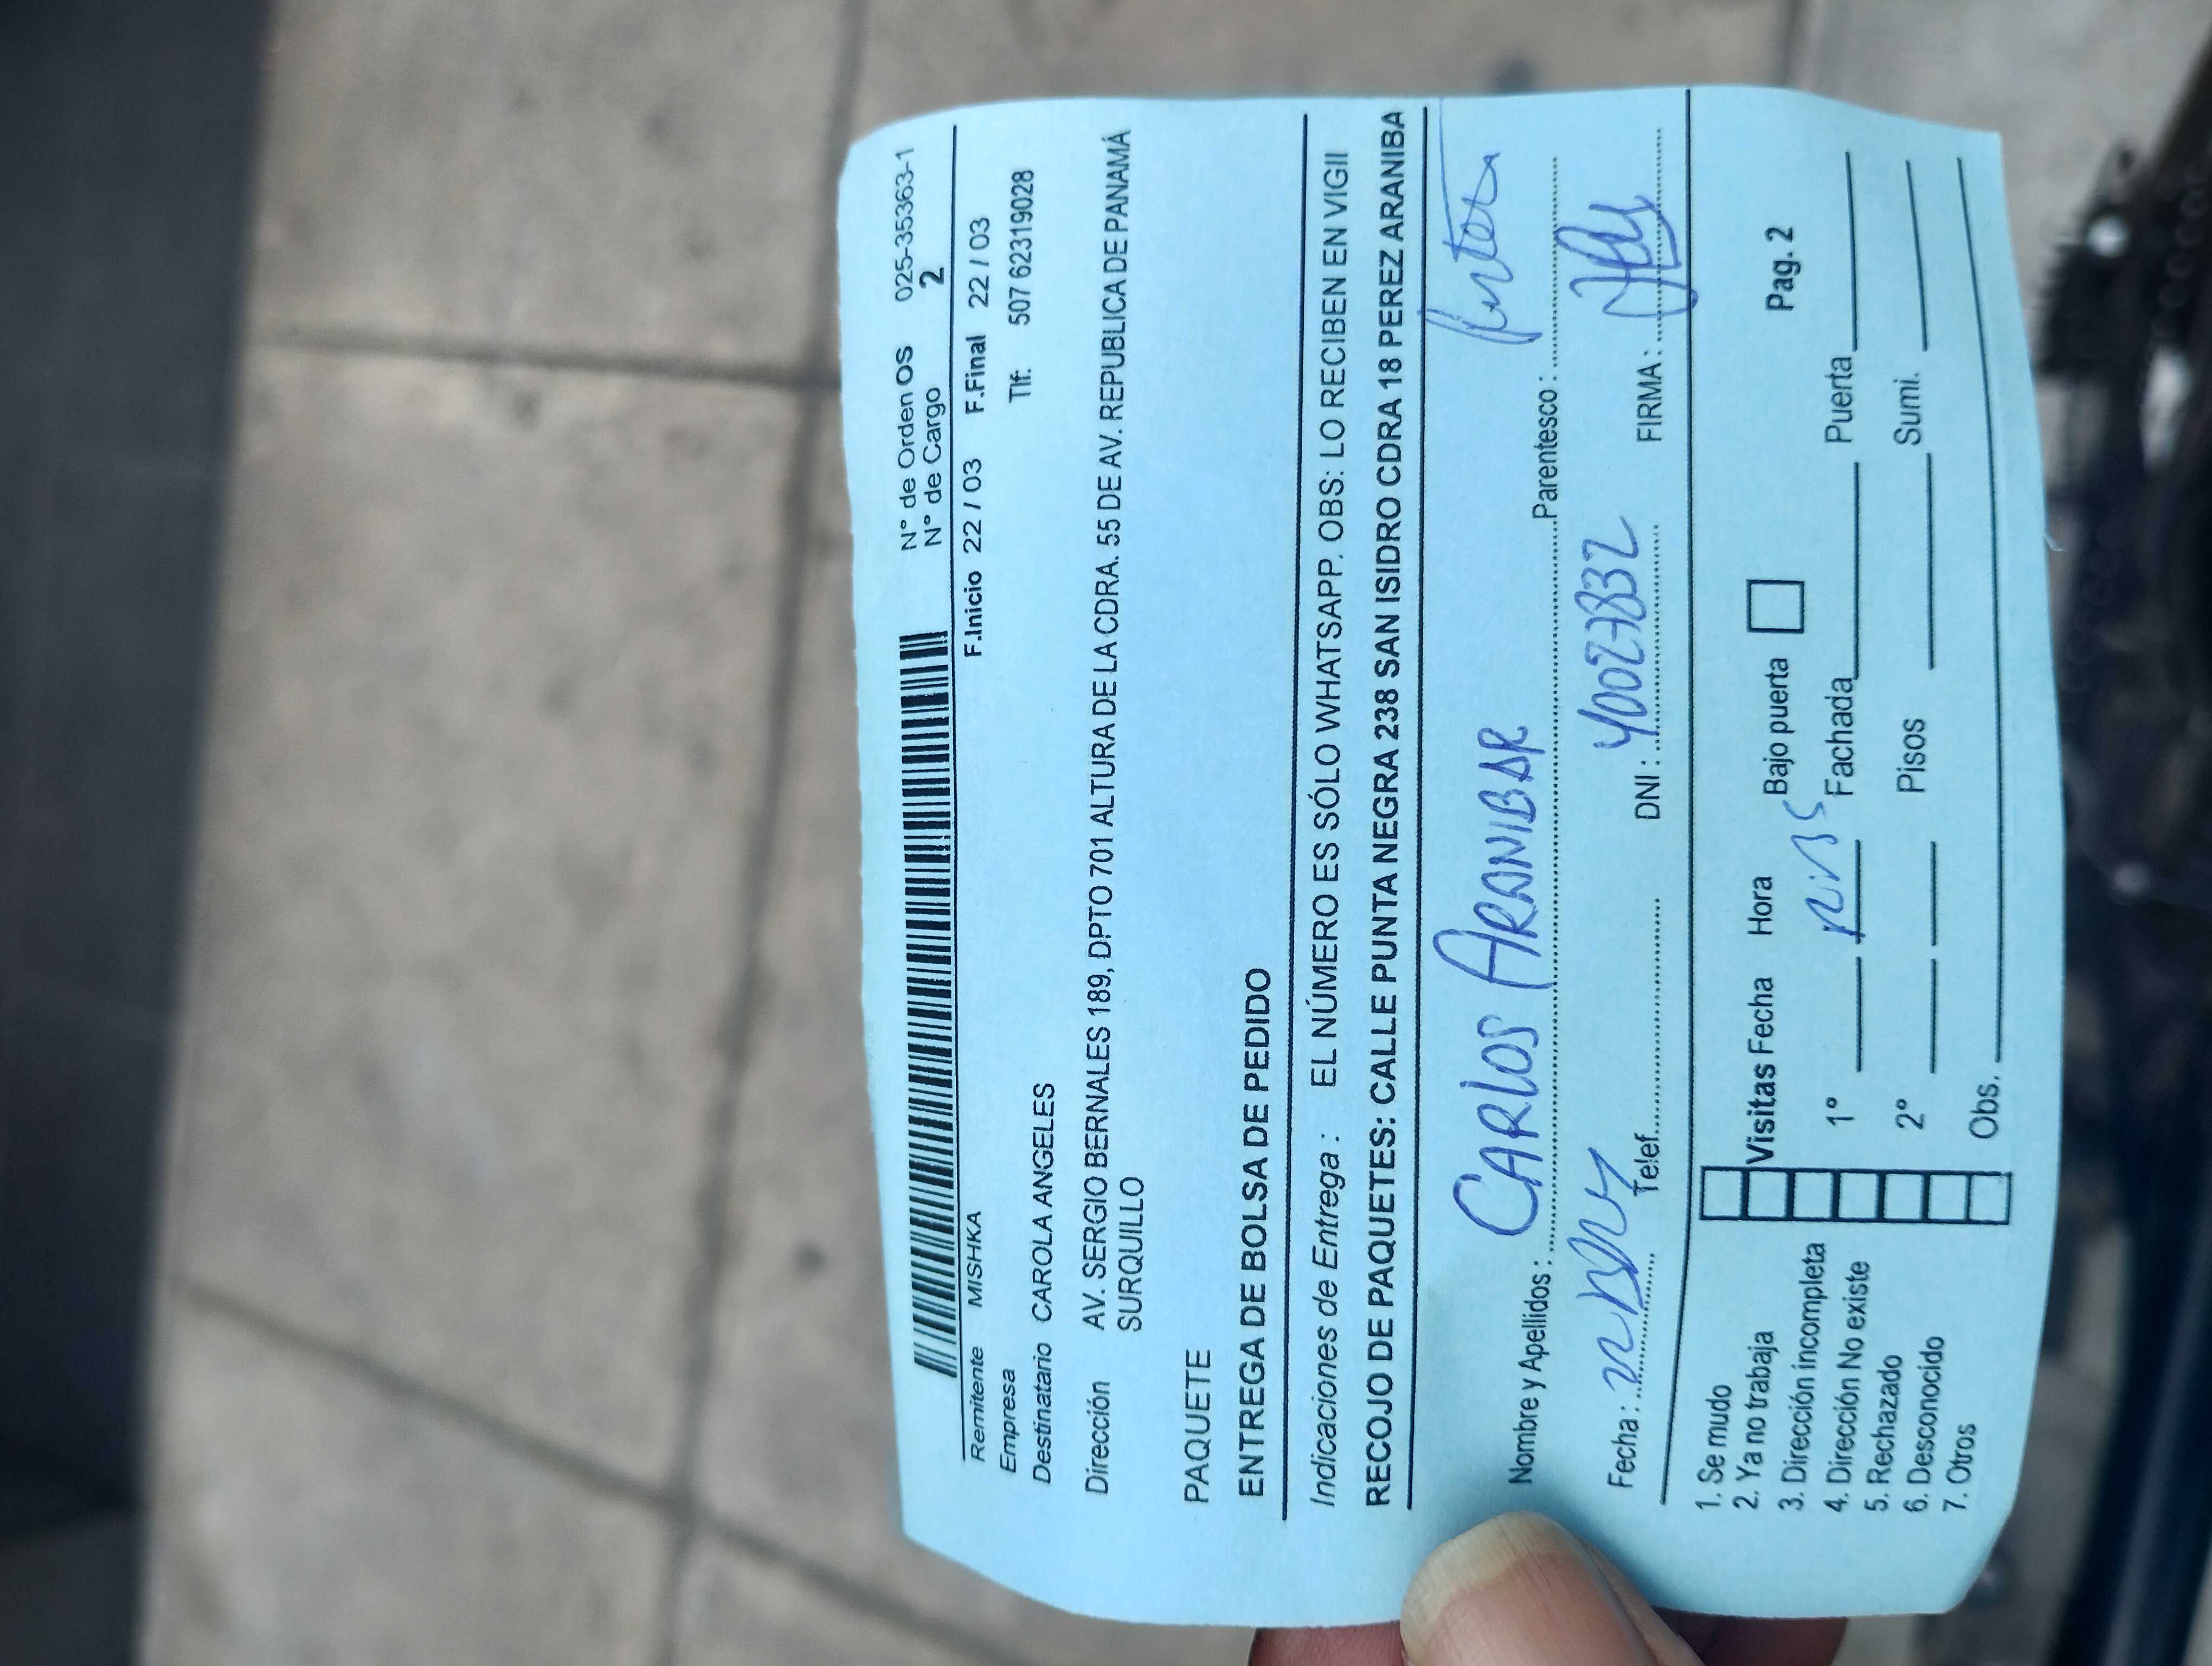 N° de Orden OS 025-35363-1
N° de Cargo 2
Remitente MISHKA F.Inicio 22 / 03 F.Final 22 / 03
Empresa Tlf: 507 62319028
Destinatario CAROLA ANGELES
Dirección AV. SERGIO BERNALES 189, DPTO 701 ALTURA DE LA CDRA. 55 DE AV. REPUBLICA DE PANAMÁ
SURQUILLO
PAQUETE
ENTREGA DE BOLSA DE PEDIDO
Indicaciones de Entrega : EL NÚMERO ES SÓLO WHATSAPP. OBS: LO RECIBEN EN VIGII
RECOJO DE PAQUETES: CALLE PUNTA NEGRA 238 SAN ISIDRO CDRA 18 PEREZ ARANIBA
Nombre y Apellidos : CARLOS ARANIBAR Parentesco :
Fecha : Telef. DNI : 40027832 FIRMA :
1. Se mudo
2. Ya no trabaja Visitas Fecha Hora Bajo puerta Pag. 2
3. Dirección incompleta
4. Dirección No existe 1° Fachada Puerta
5. Rechazado
6. Desconocido 2° Pisos Sumi.
7. Otros Obs.